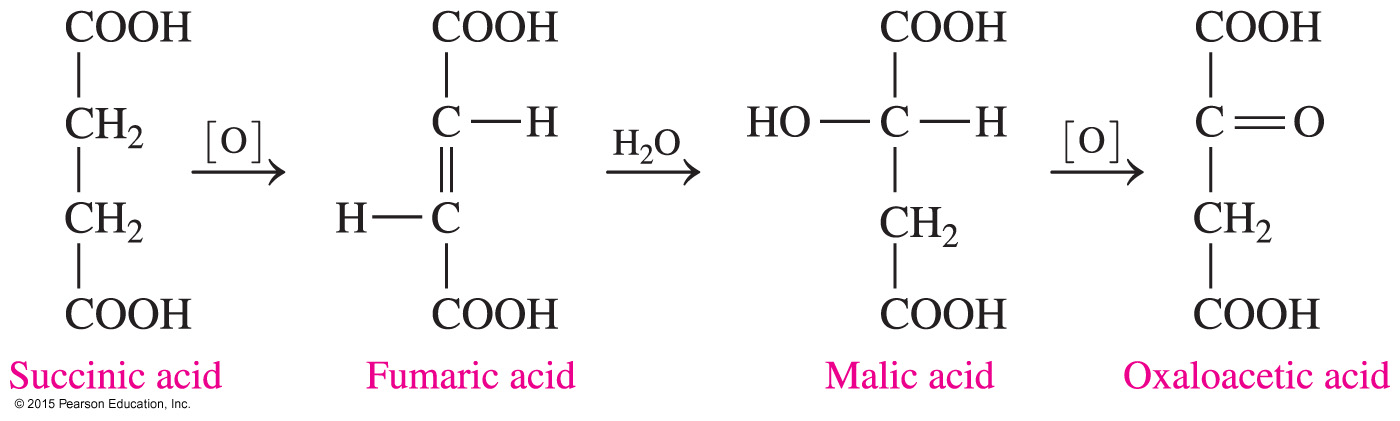 COOH
CH2
CH2
COOH
Succinic acid
[O]
COOH
C—H
H—C
COOH
Fumaric acid
H2O
COOH
HO—C—H
CH2
COOH
Malic acid
[O]
COOH
C=O
CH2
COOH
Oxaloacetic acid
© 2015 Pearson Education, Inc.